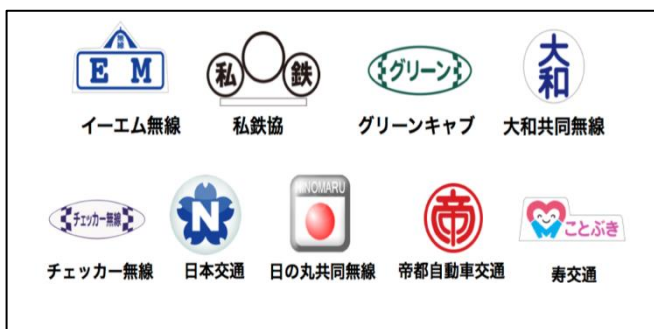 E M
私 鉄
グリーン
大和
イーエム無線 私鉄協 グリーンキャブ 大和共同無線
チェッカー無線
N
HINOMARU
帝
ことぶき
チェッカー無線 日本交通 日の丸共同無線 帝都自動車交通 寿交通